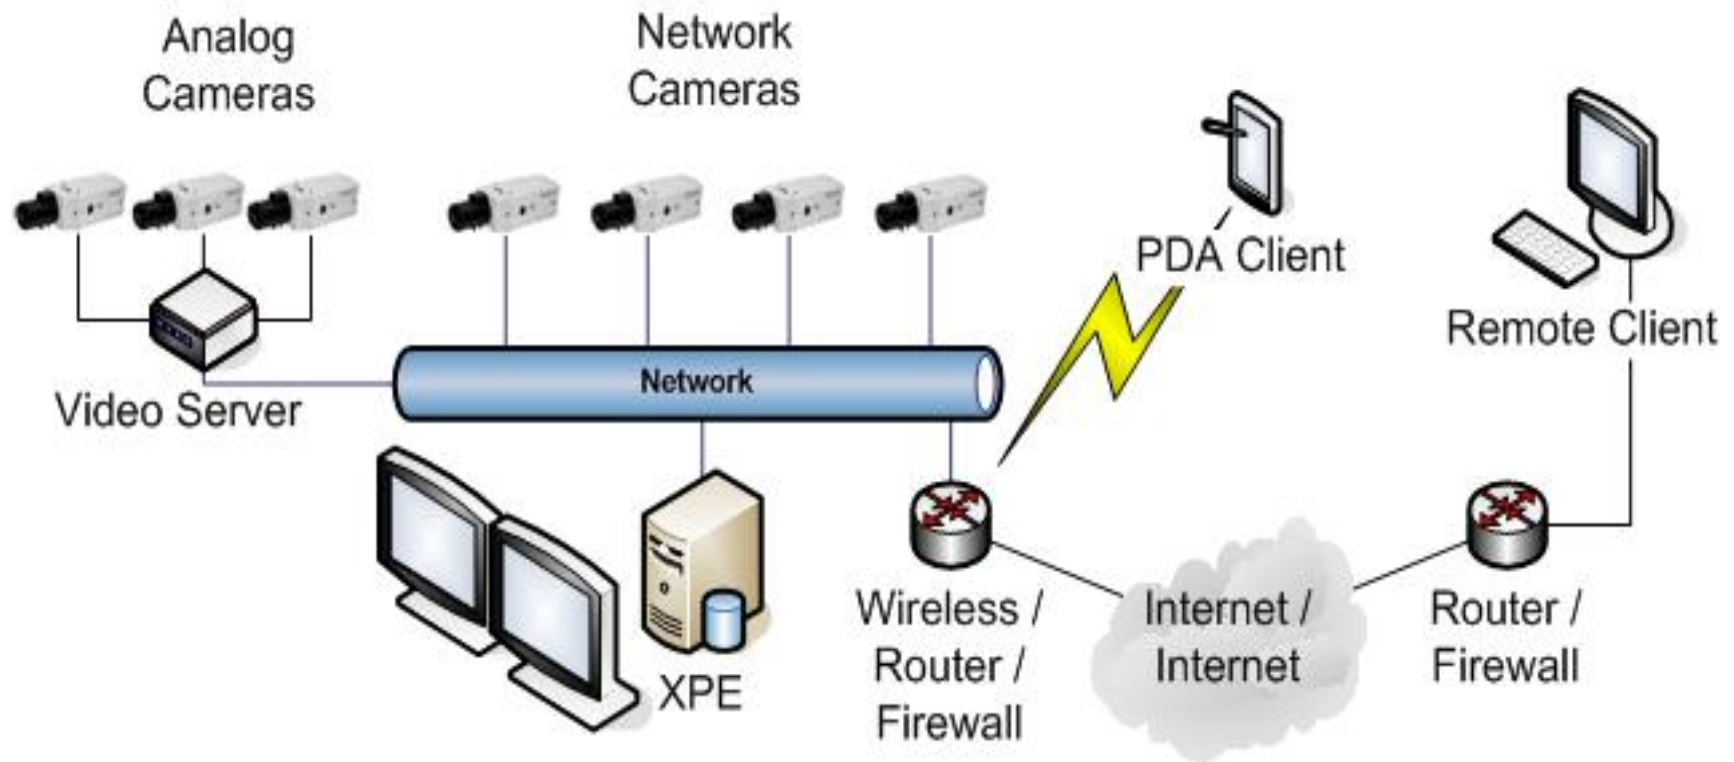 Analog
Cameras
Network
Cameras
PDA Client
Remote Client
Network
Video Server
XPE
Wireless /
Router /
Firewall
Internet /
Internet
Router /
Firewall